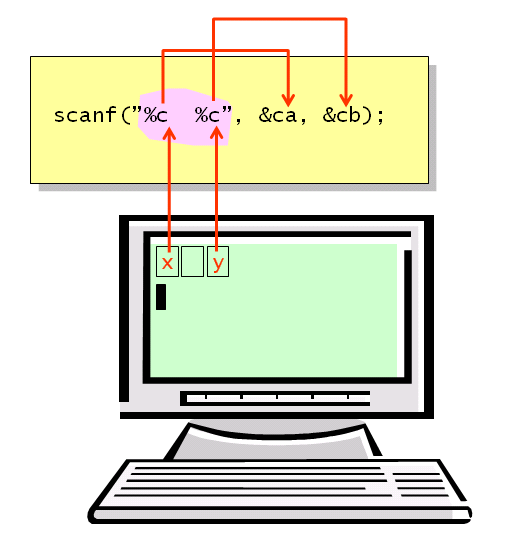 scanf(”%c  %c”, &ca, &cb);
x y